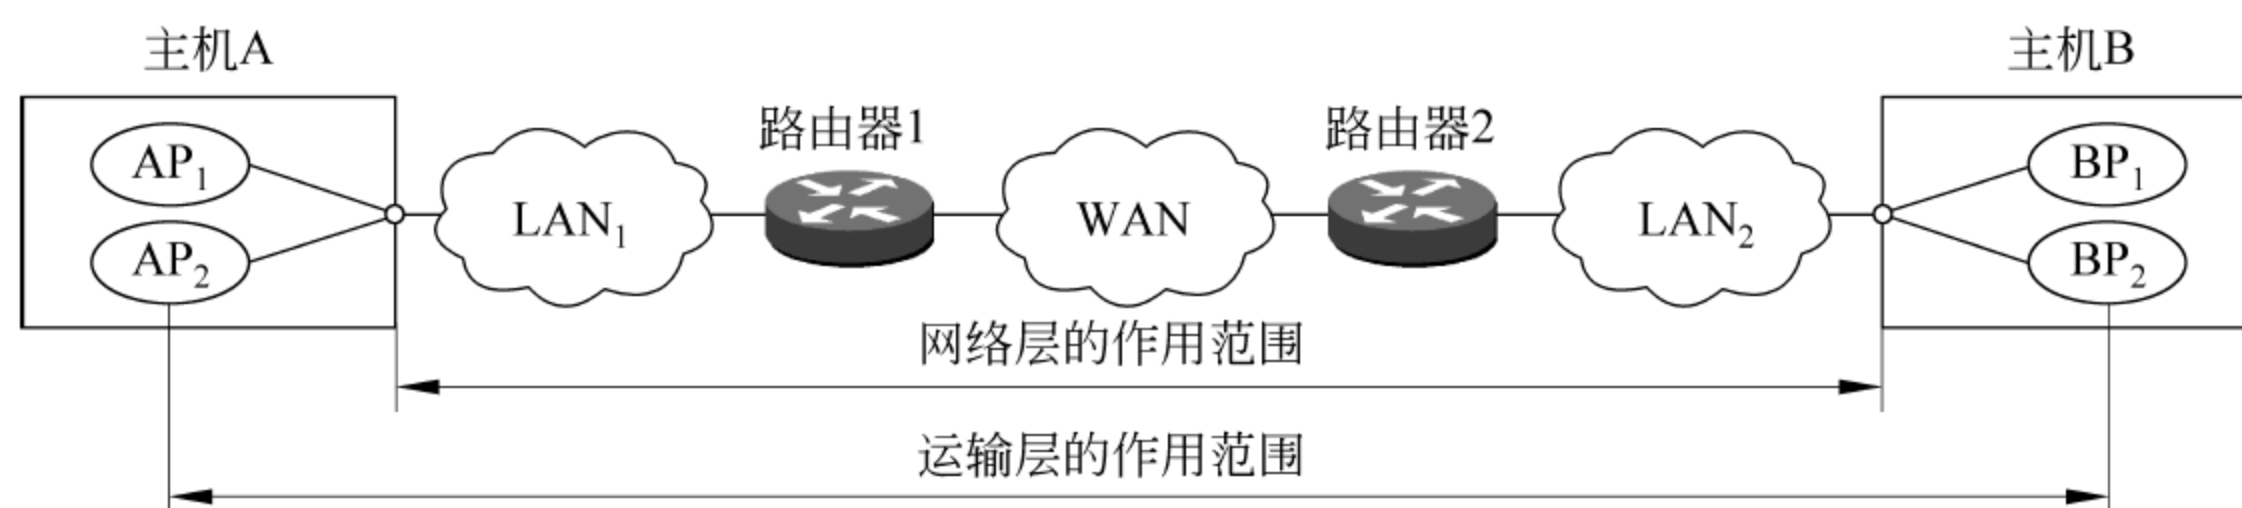 主机A
主机B
路由器1
路由器2
AP1
AP2
LAN1
WAN
LAN2
BP1
BP2
网络层的作用范围
运输层的作用范围